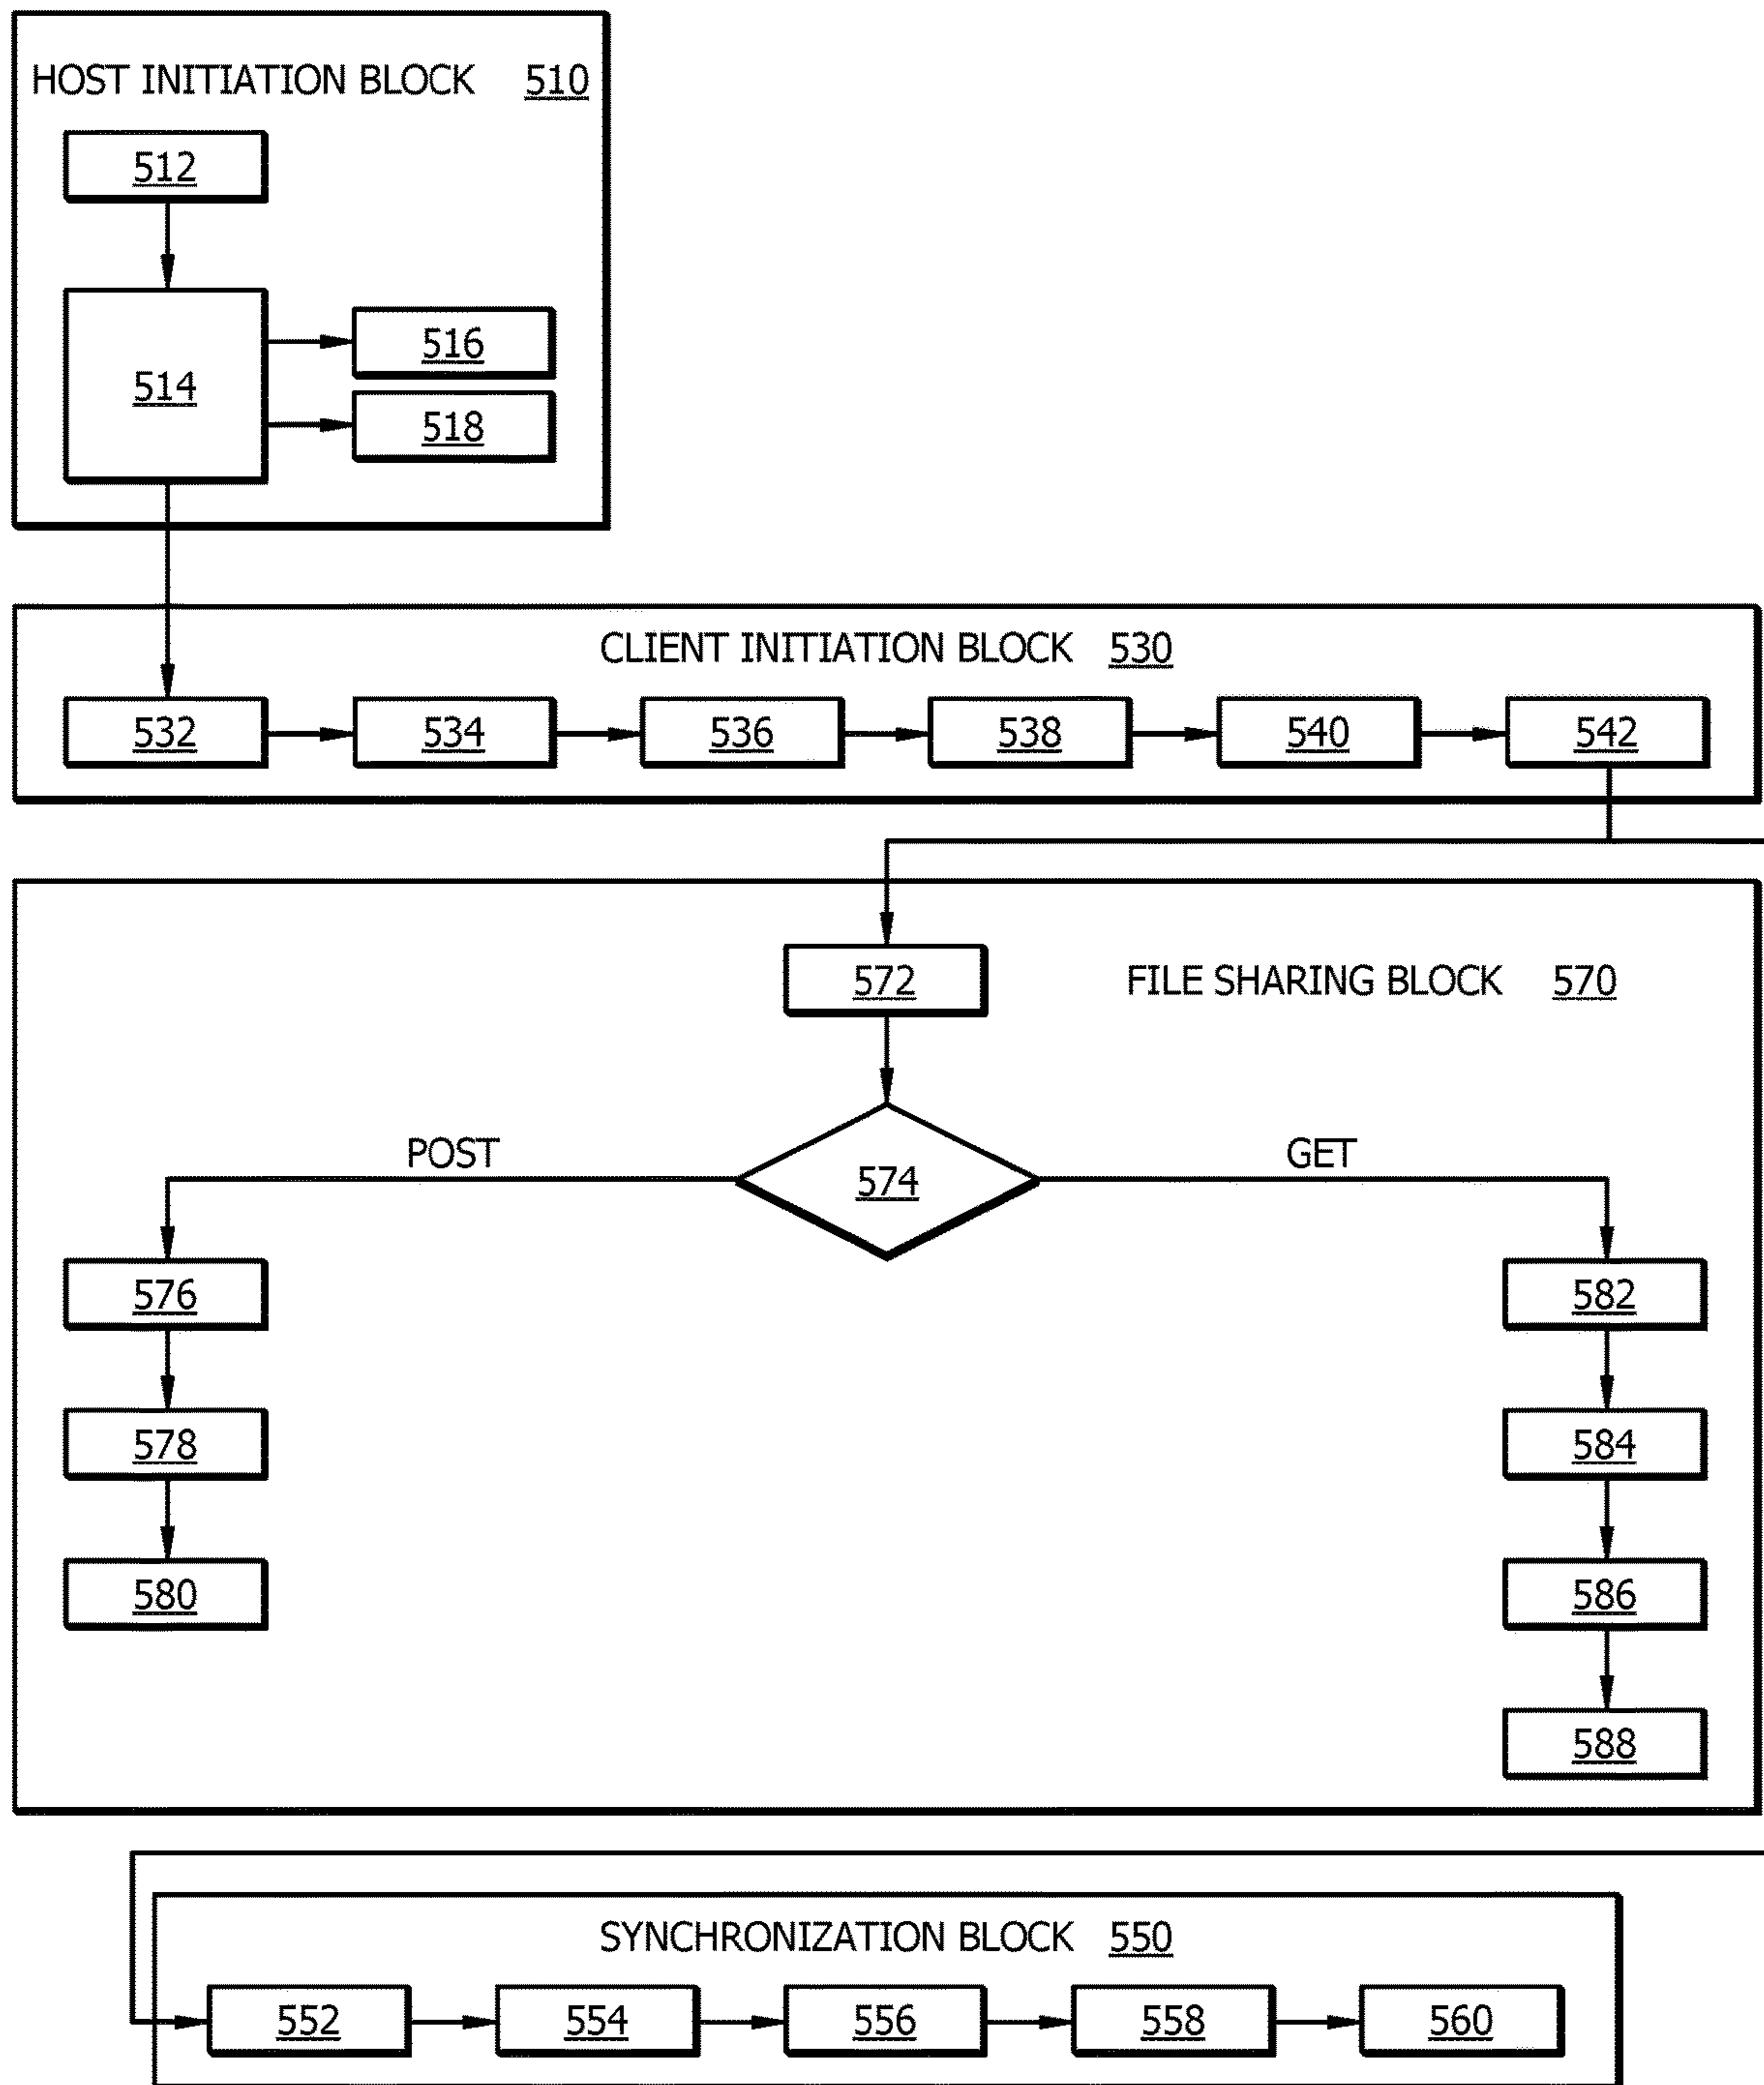 HOST INITIATION BLOCK 510
512
514
516
518
CLIENT INITIATION BLOCK 530
532 534 536 538 540 542
572
FILE SHARING BLOCK 570
POST
574
GET
576
582
578
584
580
586
588
SYNCHRONIZATION BLOCK 550
552 554 556 558 560